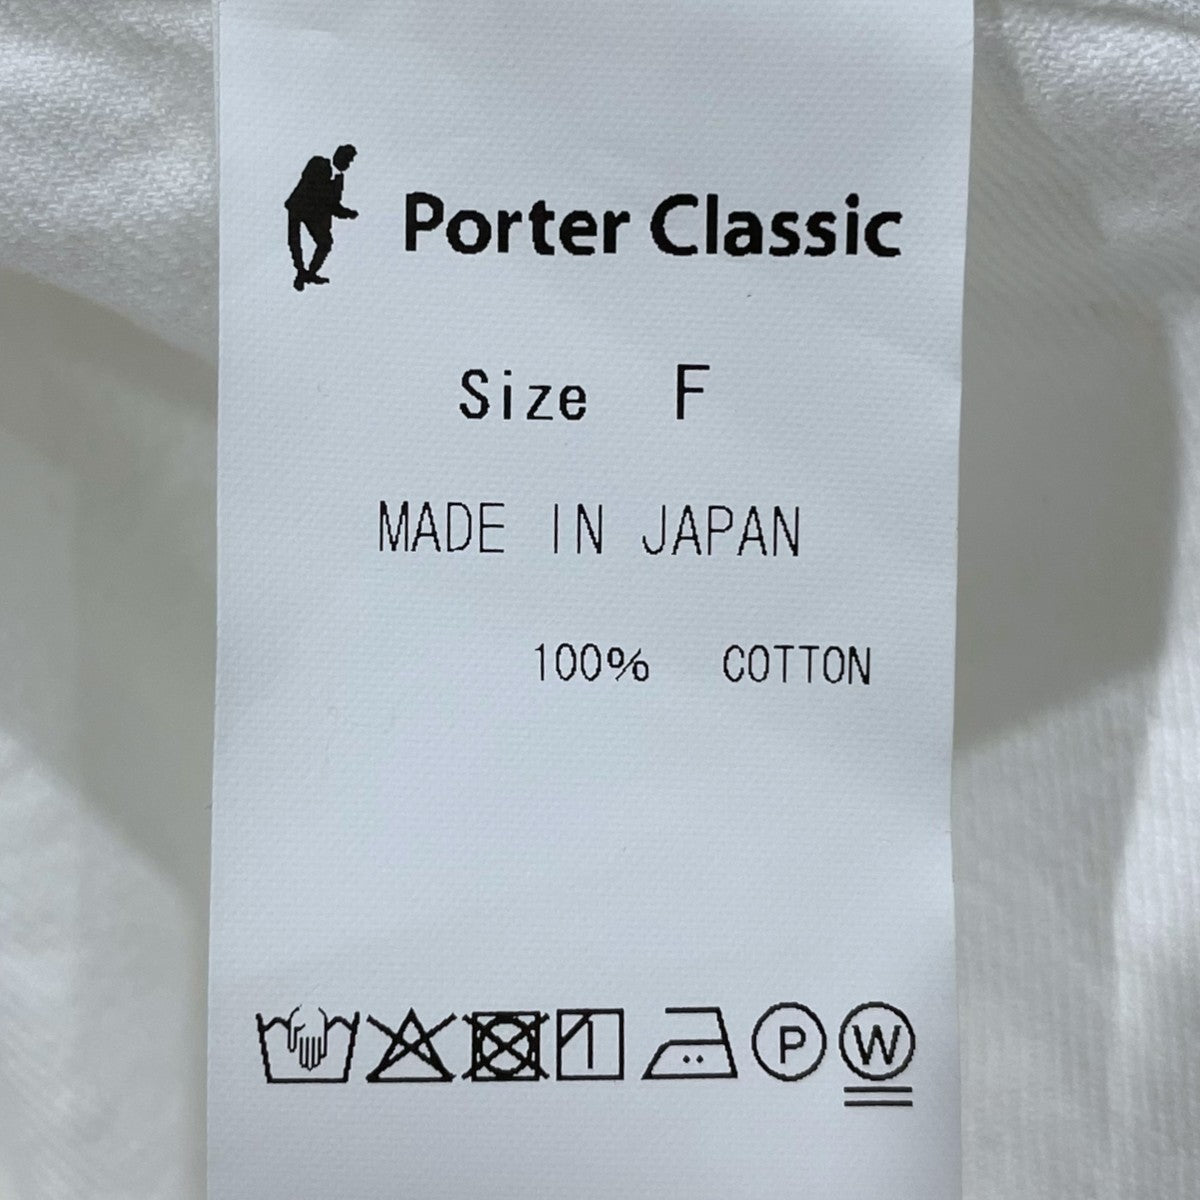 Porter Classic
Size F
MADE IN JAPAN
100% COTTON
P W